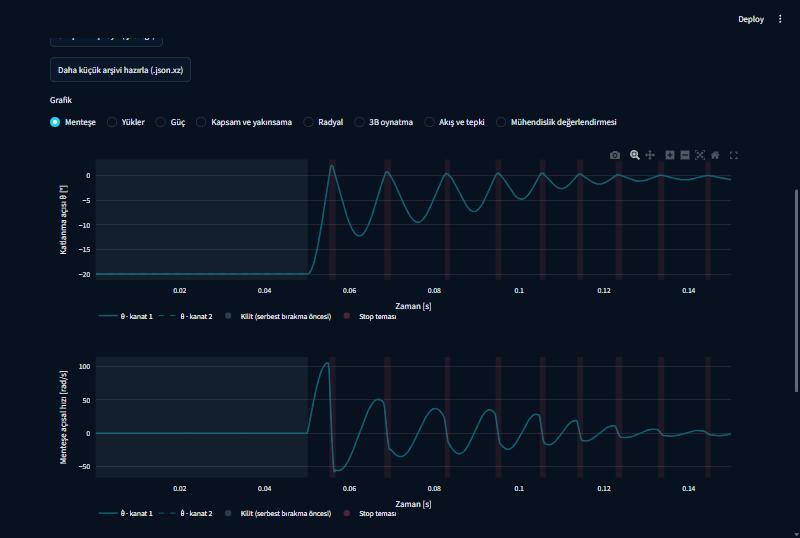 Deploy
Daha küçük arşivi hazırla (.json.xz)
Grafik
Menteşe Yükler Güç Kapsam ve yakınsama Radyal 3B oynatma Akış ve tepki Mühendislik değerlendirmesi
Katlanma açısı θ [°]
0
−5
−10
−15
−20
0.02 0.04 0.06 0.08 0.1 0.12 0.14
Zaman [s]
θ - kanat 1 θ - kanat 2 Kilit (serbest bırakma öncesi) Stop teması
Menteşe açısal hızı [rad/s]
100
50
0
−50
0.02 0.04 0.06 0.08 0.1 0.12 0.14
Zaman [s]
θ - kanat 1 θ - kanat 2 Kilit (serbest bırakma öncesi) Stop teması